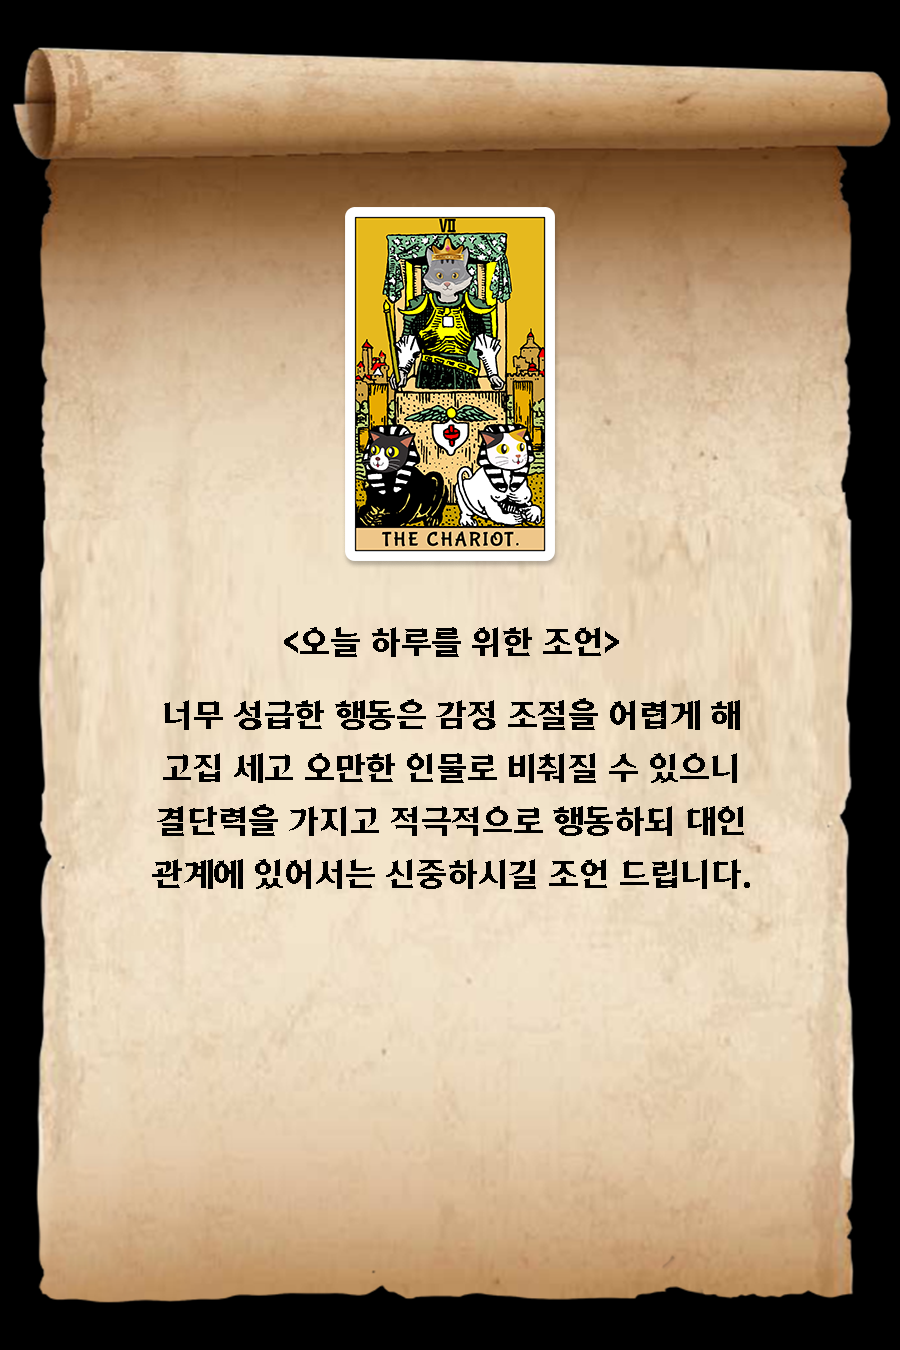 VII
THE CHARIOT.
<오늘 하루를 위한 조언>
너무 성급한 행동은 감정 조절을 어렵게 해
고집 세고 오만한 인물로 비춰질 수 있으니
결단력을 가지고 적극적으로 행동하되 대인
관계에 있어서는 신중하시길 조언 드립니다.